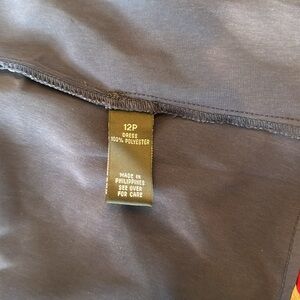 12P
DRESS
100% POLYESTER
MADE IN
PHILIPPINES
SEE OVER
FOR CARE